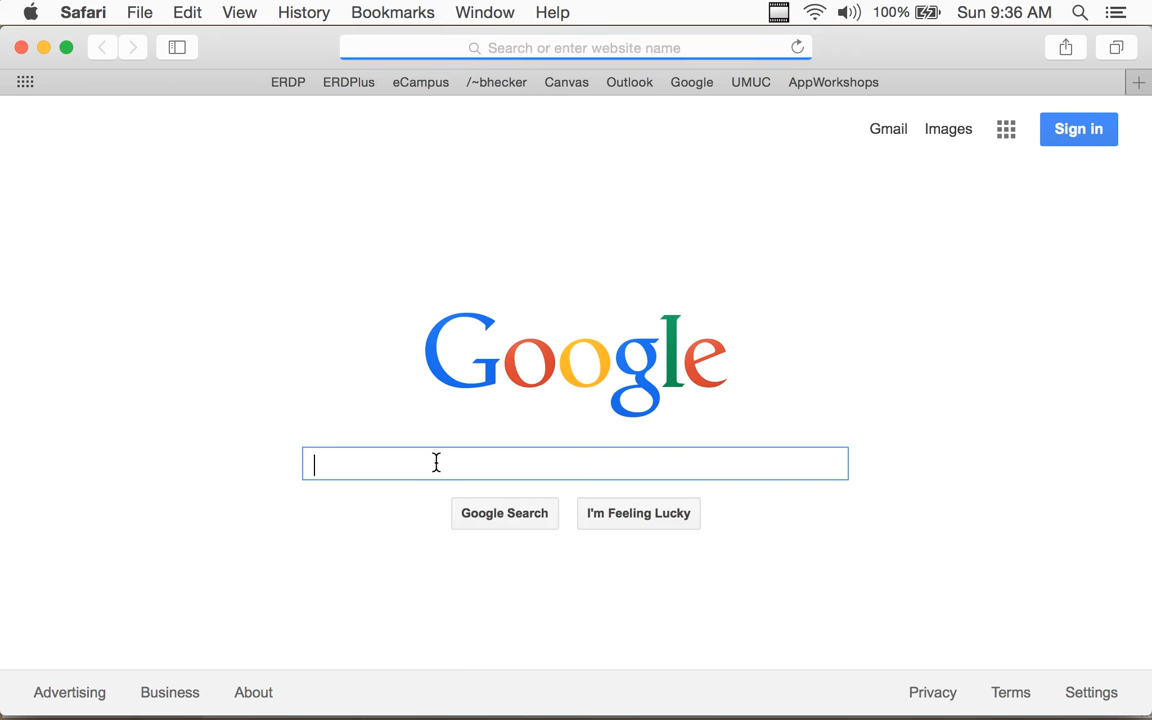 Safari File Edit View History Bookmarks Window Help 100% Sun 9:36 AM
Search or enter website name
ERDP ERDPlus eCampus /~bhecker Canvas Outlook Google UMUC AppWorkshops
Gmail Images Sign in
Google
Google Search I'm Feeling Lucky
Advertising Business About Privacy Terms Settings